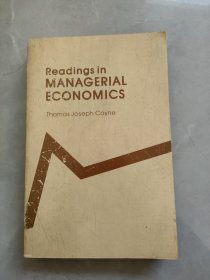 Readings in
MANAGERIAL
ECONOMICS
Thomas Joseph Coyne